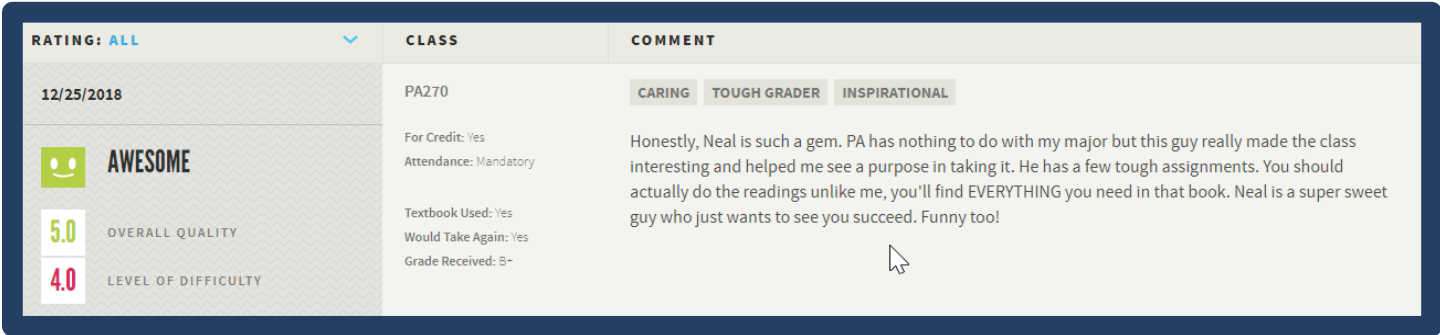 RATING: ALL
CLASS
COMMENT
12/25/2018
AWESOME
5.0 OVERALL QUALITY
4.0 LEVEL OF DIFFICULTY
PA270
For Credit: Yes
Attendance: Mandatory
Textbook Used: Yes
Would Take Again: Yes
Grade Received: B+
CARING TOUGH GRADER INSPIRATIONAL
Honestly, Neal is such a gem. PA has nothing to do with my major but this guy really made the class
interesting and helped me see a purpose in taking it. He has a few tough assignments. You should
actually do the readings unlike me, you'll find EVERYTHING you need in that book. Neal is a super sweet
guy who just wants to see you succeed. Funny too!